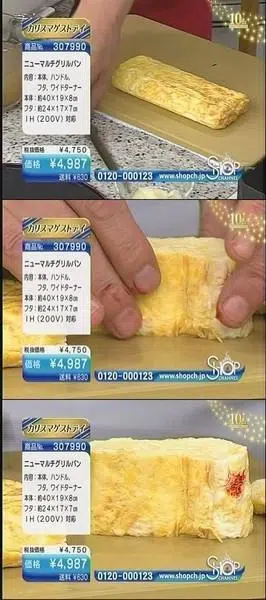 カリスマゲストデイ
商品№ 307990
ニューマルチグリルパン
内容:本体、ハンドル、
フタ、ワイドターナー
本体:約40×19×8㎝
フタ:約24×17×7㎝
IH(200V)対応
税抜価格 ¥4,750
価格 ¥4,987
送料 ¥630
0120-000123
www.shopch.jp
SHOP
CHANNEL
カリスマゲストデイ
商品№ 307990
ニューマルチグリルパン
内容:本体、ハンドル、
フタ、ワイドターナー
本体:約40×19×8㎝
フタ:約24×17×7㎝
IH(200V)対応
税抜価格 ¥4,750
価格 ¥4,987
送料 ¥630
0120-000123
www.shopch.jp
SHOP
CHANNEL
カリスマゲストデイ
商品№ 307990
ニューマルチグリルパン
内容:本体、ハンドル、
フタ、ワイドターナー
本体:約40×19×8㎝
フタ:約24×17×7㎝
IH(200V)対応
税抜価格 ¥4,750
価格 ¥4,987
送料 ¥630
0120-000123
www.shopch.jp
SHOP
CHANNEL